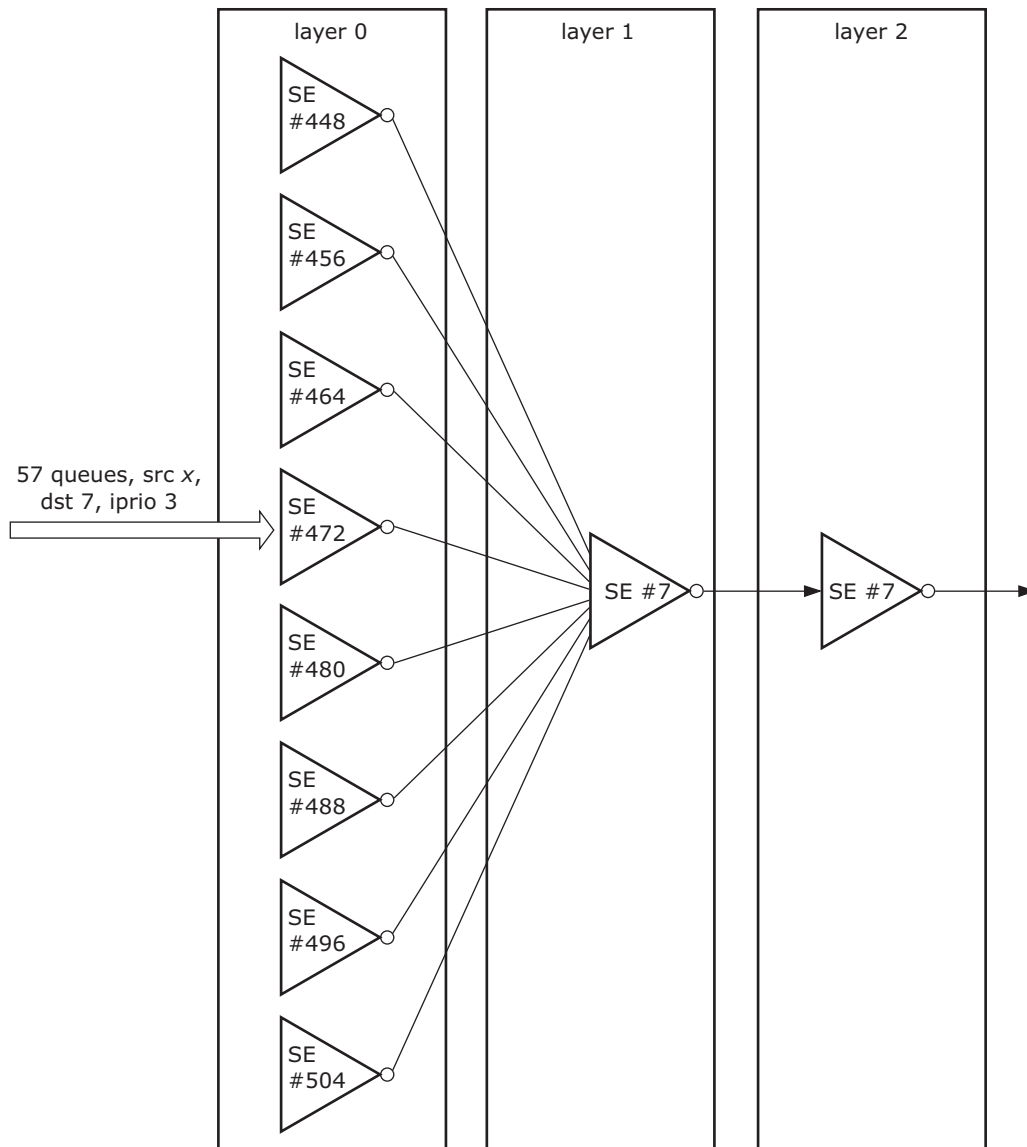 layer 0
layer 1
layer 2
SE
#448
SE
#456
SE
#464
57 queues, src x,
dst 7, iprio 3
SE
#472
SE #7
SE #7
SE
#480
SE
#488
SE
#496
SE
#504